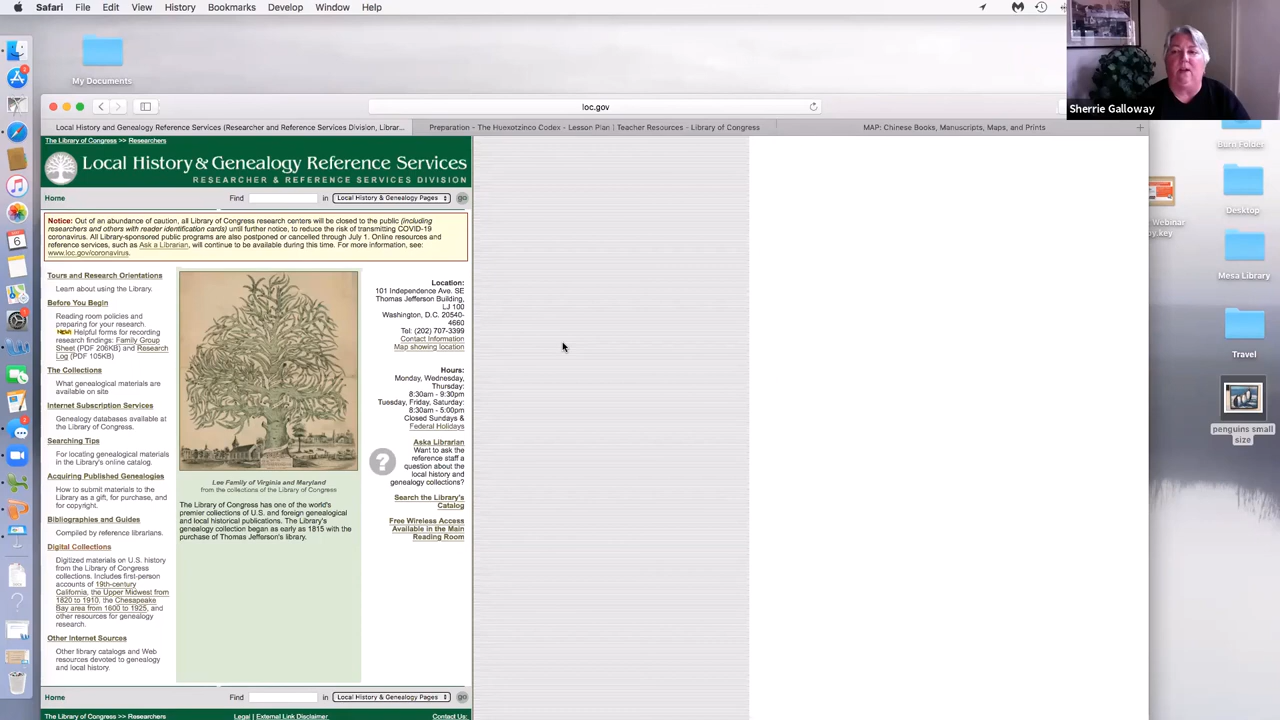 Safari File Edit View History Bookmarks Develop Window Help
My Documents
Sherrie Galloway
loc.gov
Local History and Genealogy Reference Services (Researcher and Reference Services Division, Librar...
Preparation - The Huexotzinco Codex - Lesson Plan | Teacher Resources - Library of Congress
MAP: Chinese Books, Manuscripts, Maps, and Prints
The Library of Congress >> Researchers
Local History & Genealogy Reference Services
RESEARCHER & REFERENCE SERVICES DIVISION
Home
Find in Local History & Genealogy Pages go
Notice: Out of an abundance of caution, all Library of Congress research centers will be closed to the public (including
researchers and others with reader identification cards) until further notice, to reduce the risk of transmitting COVID-19
coronavirus. All Library-sponsored public programs are also postponed or cancelled through July 1. Online resources and
reference services, such as Ask a Librarian, will continue to be available during this time. For more information, see:
www.loc.gov/coronavirus.
Tours and Research Orientations
Learn about using the Library.
Before You Begin
Reading room policies and
preparing for your research.
NEW! Helpful forms for recording
research findings: Family Group
Sheet (PDF 206KB) and Research
Log (PDF 105KB)
The Collections
What genealogical materials are
available on site
Internet Subscription Services
Genealogy databases available at
the Library of Congress.
Searching Tips
For locating genealogical materials
in the Library's online catalog.
Acquiring Published Genealogies
How to submit materials to the
Library as a gift, for purchase, and
for copyright.
Bibliographies and Guides
Compiled by reference librarians.
Digital Collections
Digitized materials on U.S. history
from the Library of Congress
collections. Includes first-person
accounts of 19th-century
California, the Upper Midwest from
1820 to 1910, the Chesapeake
Bay area from 1600 to 1925, and
other resources for genealogy
research.
Other Internet Sources
Other library catalogs and Web
resources devoted to genealogy
and local history.
Lee Family of Virginia and Maryland
from the collections of the Library of Congress
The Library of Congress has one of the world's
premier collections of U.S. and foreign genealogical
and local historical publications. The Library's
genealogy collection began as early as 1815 with the
purchase of Thomas Jefferson's library.
Location:
101 Independence Ave. SE
Thomas Jefferson Building,
LJ 100
Washington, D.C. 20540-
4660
Tel: (202) 707-3399
Contact Information
Map showing location
Hours:
Monday, Wednesday,
Thursday:
8:30am - 9:30pm
Tuesday, Friday, Saturday:
8:30am - 5:00pm
Closed Sundays &
Federal Holidays
?
Ask a Librarian
Want to ask the
reference staff a
question about the
local history and
genealogy collections?
Search the Library's
Catalog
Free Wireless Access
Available in the Main
Reading Room
Home
Find in Local History & Genealogy Pages go
The Library of Congress >> Researchers
Legal | External Link Disclaimer
Contact Us:
Burn Folder
Desktop
Webinar
by.key
Mesa Library
Travel
penguins small
size
6